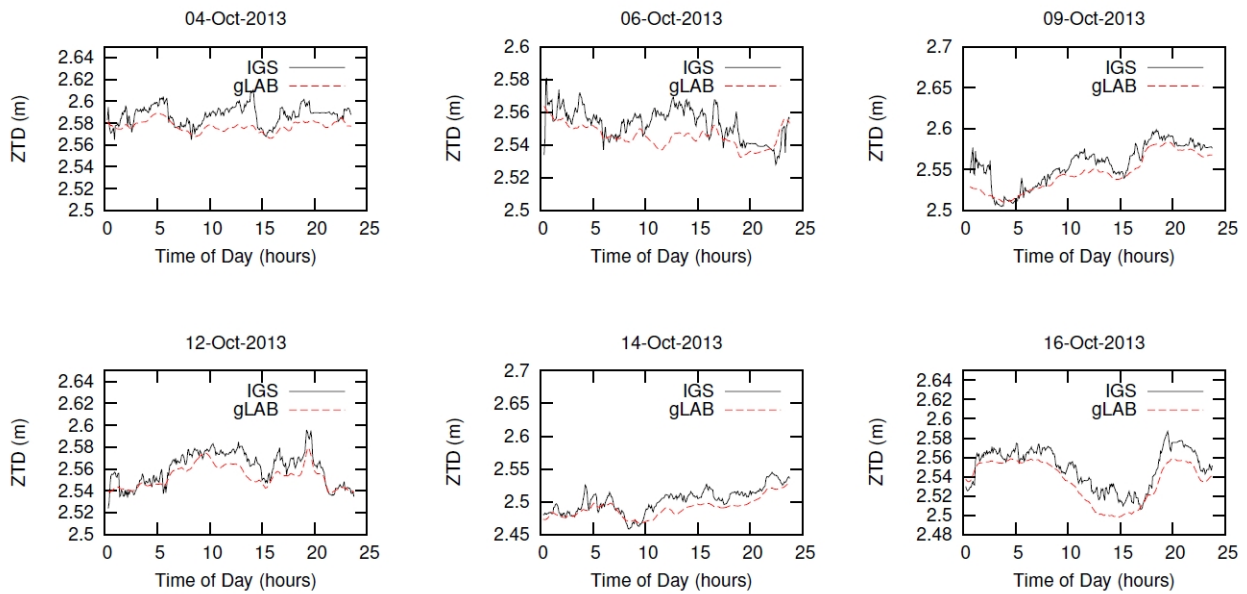 04-Oct-2013
ZTD (m)
2.64
2.62
2.6
2.58
2.56
2.54
2.52
2.5
IGS
gLAB
0 5 10 15 20 25
Time of Day (hours)
06-Oct-2013
ZTD (m)
2.6
2.58
2.56
2.54
2.52
2.5
IGS
gLAB
0 5 10 15 20 25
Time of Day (hours)
09-Oct-2013
ZTD (m)
2.7
2.65
2.6
2.55
2.5
IGS
gLAB
0 5 10 15 20 25
Time of Day (hours)
12-Oct-2013
ZTD (m)
2.64
2.62
2.6
2.58
2.56
2.54
2.52
2.5
IGS
gLAB
0 5 10 15 20 25
Time of Day (hours)
14-Oct-2013
ZTD (m)
2.7
2.65
2.6
2.55
2.5
2.45
IGS
gLAB
0 5 10 15 20 25
Time of Day (hours)
16-Oct-2013
ZTD (m)
2.64
2.62
2.6
2.58
2.56
2.54
2.52
2.5
2.48
IGS
gLAB
0 5 10 15 20 25
Time of Day (hours)